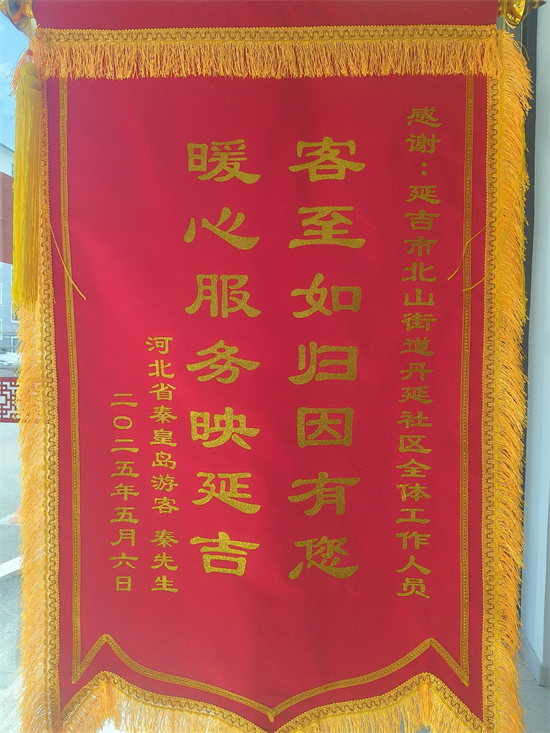 感谢：延吉市北山街道丹延社区全体工作人员
客至如归因有您
暖心服务映延吉
河北省秦皇岛游客 秦先生
二〇二五年五月六日